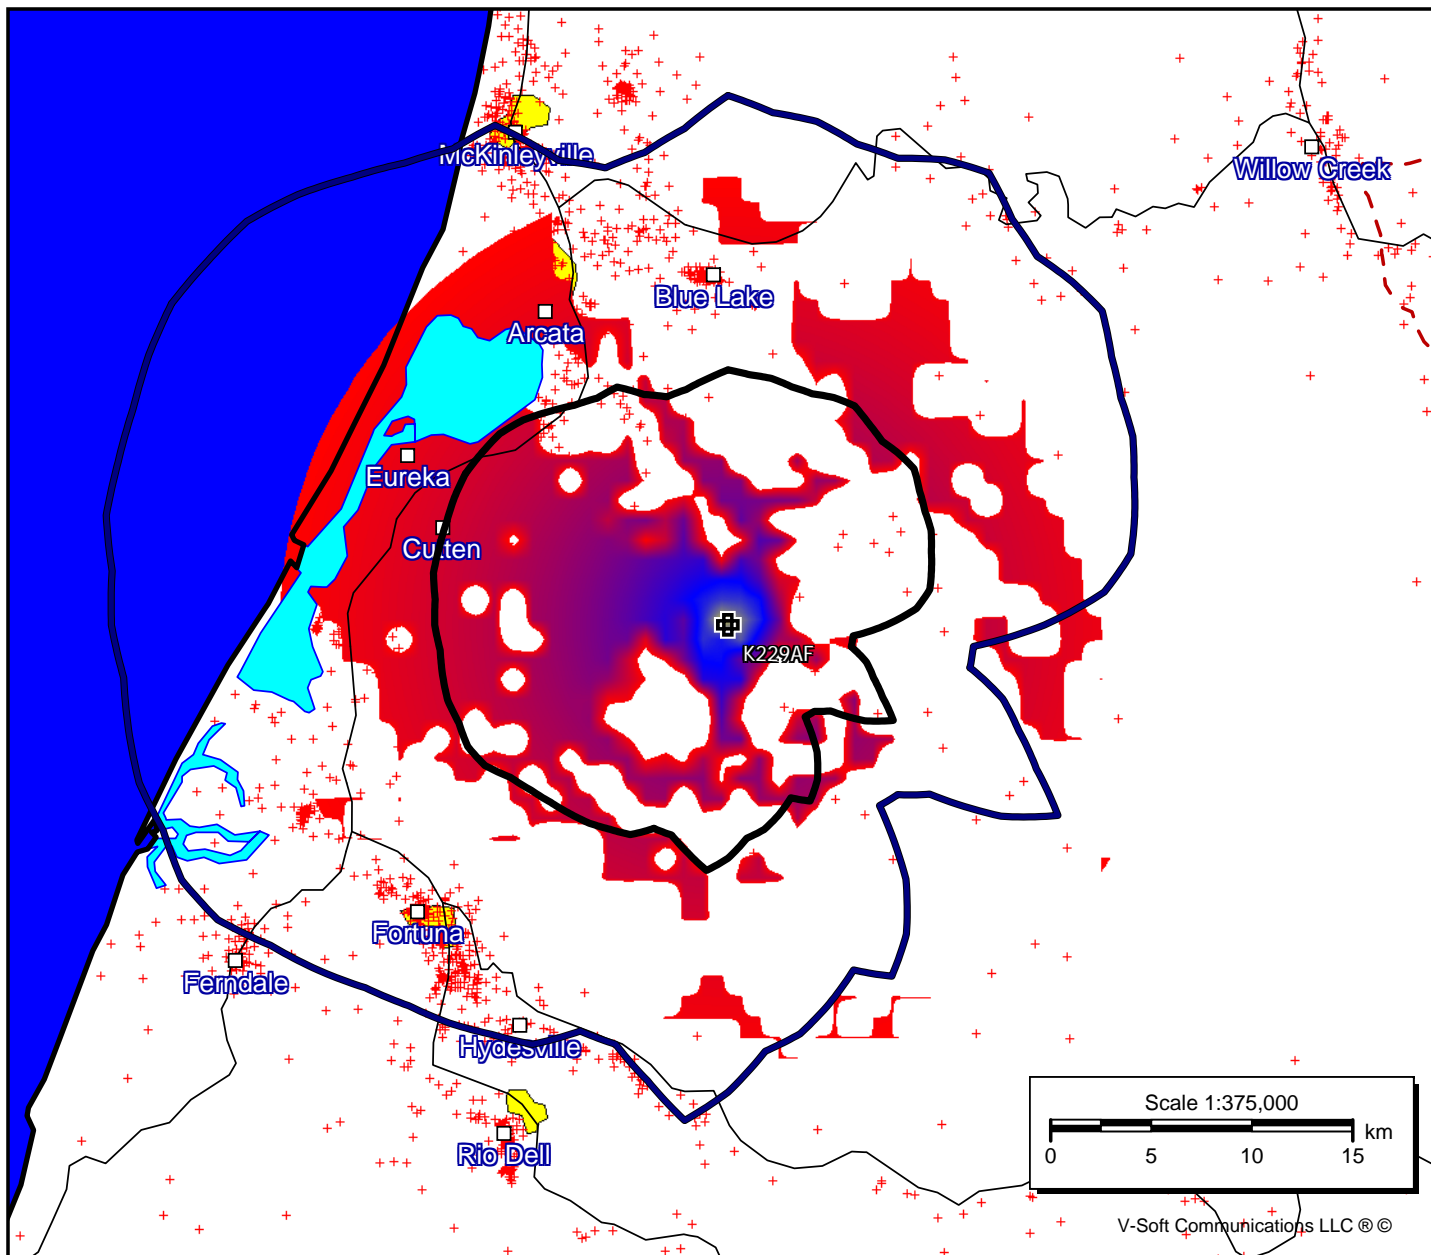 McKinleyville
Willow Creek
Blue Lake
Arcata
Eureka
Cutten
K229AF
Fortuna
Ferndale
Hydesville
Rio Dell
Scale 1:375,000
km
0 5 10 15
V-Soft Communications LLC ® ©